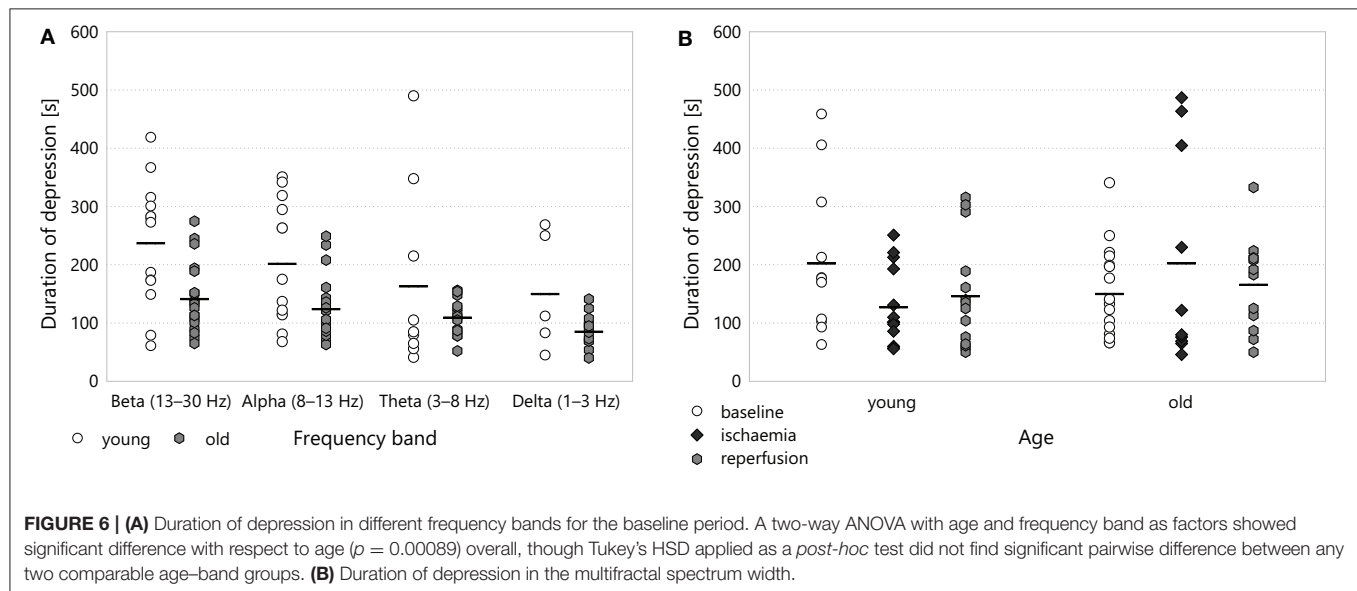 A
600
500
400
300
200
100
0
Duration of depression [s]
Beta (13–30 Hz) Alpha (8–13 Hz) Theta (3–8 Hz) Delta (1–3 Hz)
young old
Frequency band
B
600
500
400
300
200
100
0
Duration of depression [s]
young old
baseline
ischaemia
reperfusion
Age
FIGURE 6 | (A) Duration of depression in different frequency bands for the baseline period. A two-way ANOVA with age and frequency band as factors showed
significant difference with respect to age (p = 0.00089) overall, though Tukey's HSD applied as a post-hoc test did not find significant pairwise difference between any
two comparable age–band groups. (B) Duration of depression in the multifractal spectrum width.